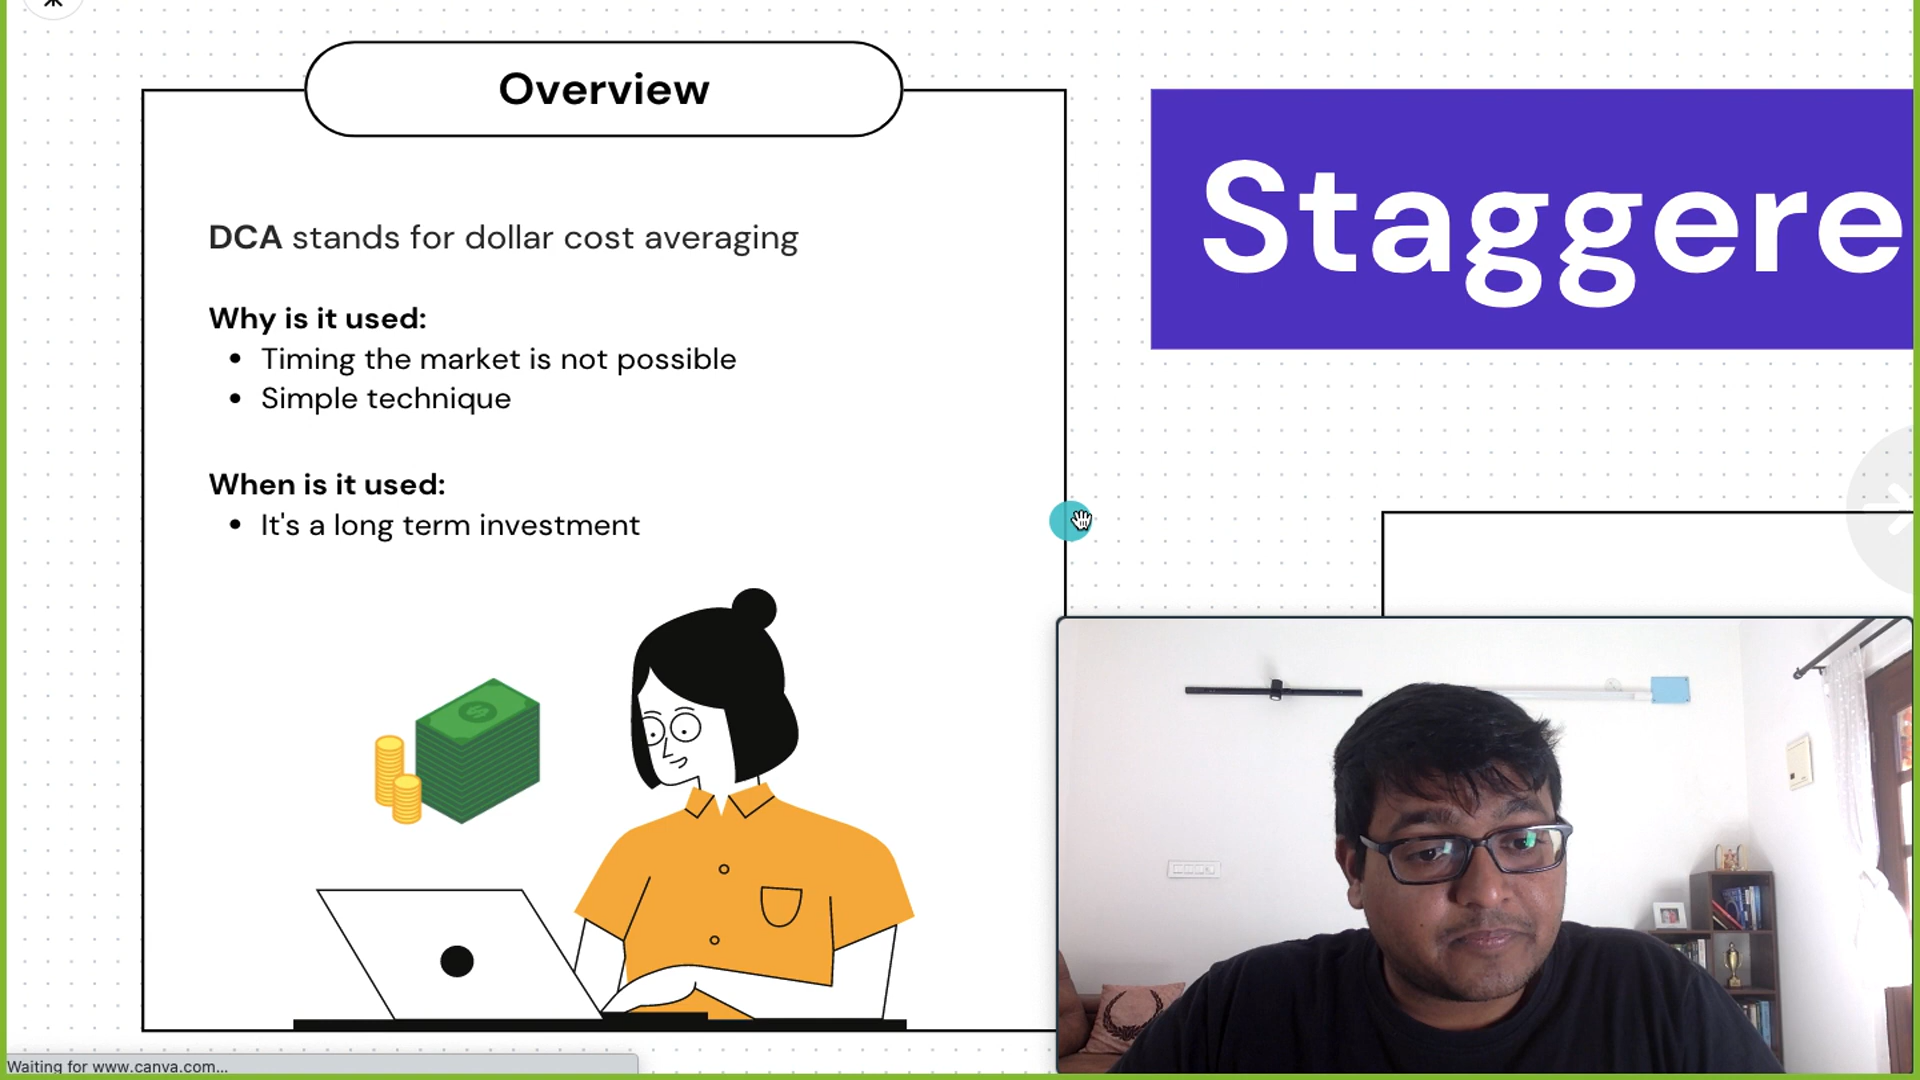 Overview
DCA stands for dollar cost averaging
Why is it used:
• Timing the market is not possible
• Simple technique
When is it used:
• It's a long term investment
Staggere
Waiting for www.canva.com...